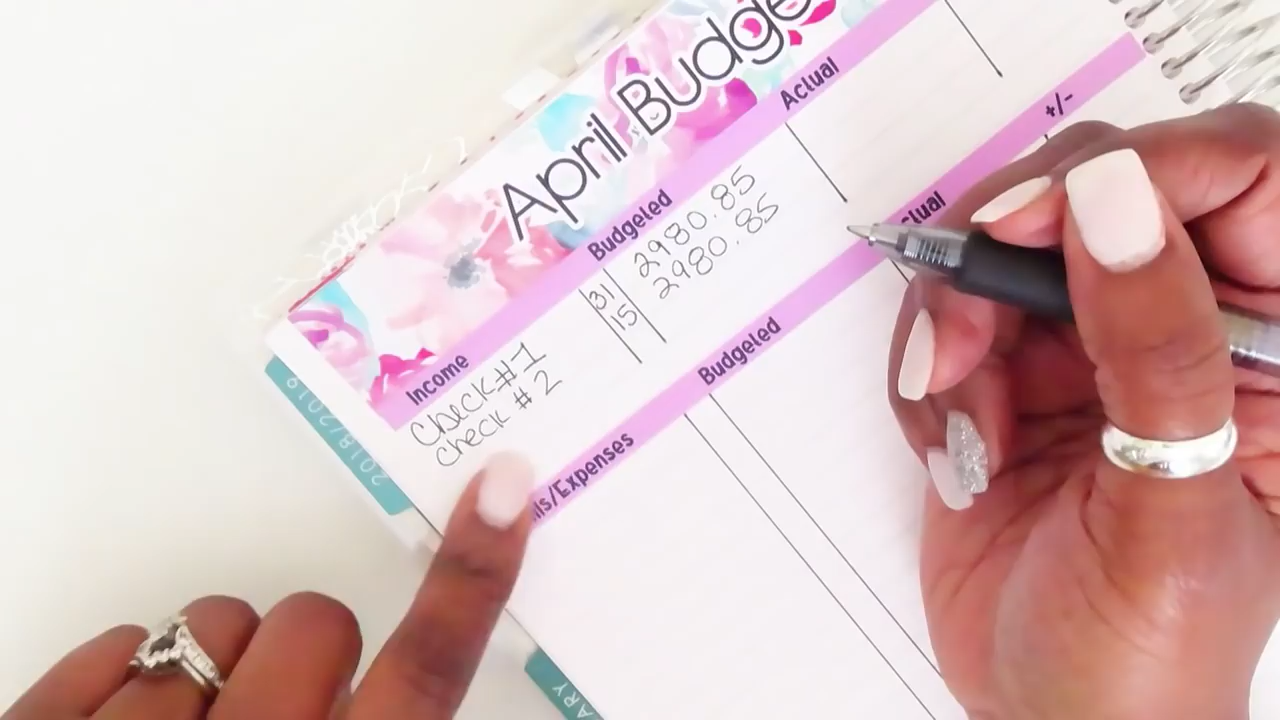 April Budge
Income Budgeted Actual +/-
Check #1 31 2980.85
Check # 2 15 2980.85
lls/Expenses Budgeted ctual
2018/2019
ARY